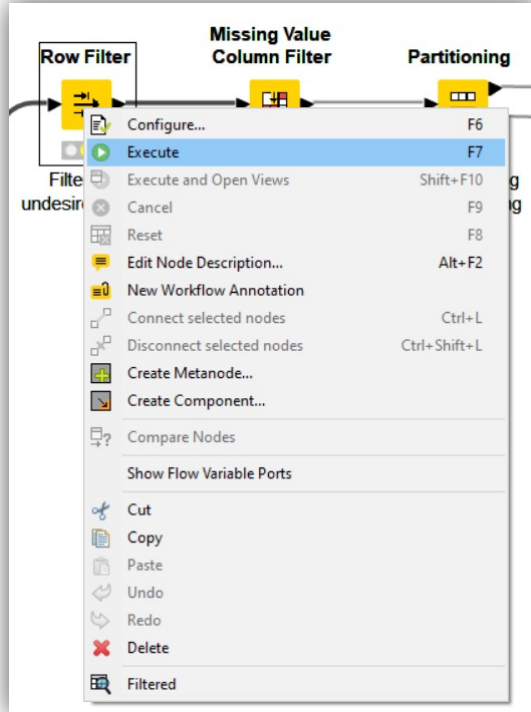 Missing Value
Row Filter Column Filter Partitioning
Configure... F6
Execute F7
Execute and Open Views Shift+F10
Cancel F9
Reset F8
Edit Node Description... Alt+F2
New Workflow Annotation
Connect selected nodes Ctrl+L
Disconnect selected nodes Ctrl+Shift+L
Create Metanode...
Create Component...
Compare Nodes
Show Flow Variable Ports
Cut
Copy
Paste
Undo
Redo
Delete
Filtered